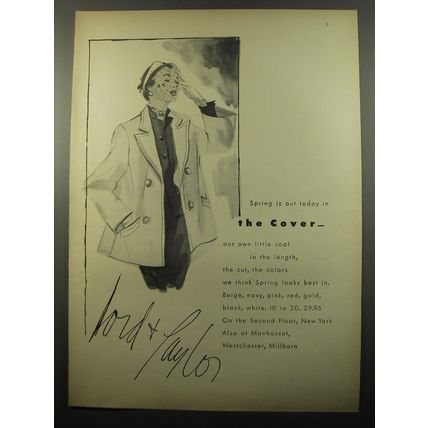 Spring is out today in
the Cover—
our own little coat
in the length,
the cut, the colors
we think Spring looks best in.
Beige, navy, pink, red, gold,
black, white. 10 to 20. 29.95
On the Second Floor, New York
Also at Manhasset,
Westchester, Millburn
Lord & Taylor